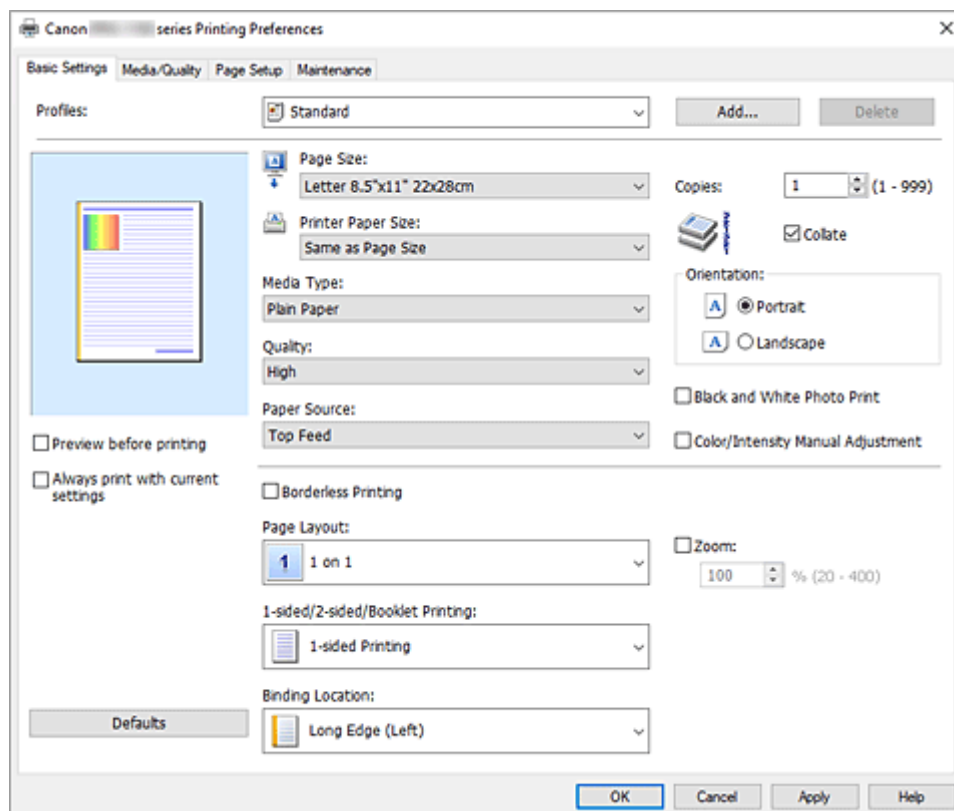 Canon series Printing Preferences
Basic Settings Media/Quality Page Setup Maintenance
Profiles: Standard Add... Delete
Page Size:
Letter 8.5"x11" 22x28cm
Copies: 1 (1 - 999)
Printer Paper Size:
Same as Page Size
Collate
Media Type:
Plain Paper
Orientation:
Portrait
Landscape
Quality:
High
Black and White Photo Print
Paper Source:
Top Feed
Color/Intensity Manual Adjustment
Preview before printing
Always print with current
settings
Borderless Printing
Page Layout:
1 1 on 1
Zoom:
100 % (20 - 400)
1-sided/2-sided/Booklet Printing:
1-sided Printing
Binding Location:
Long Edge (Left)
Defaults
OK Cancel Apply Help